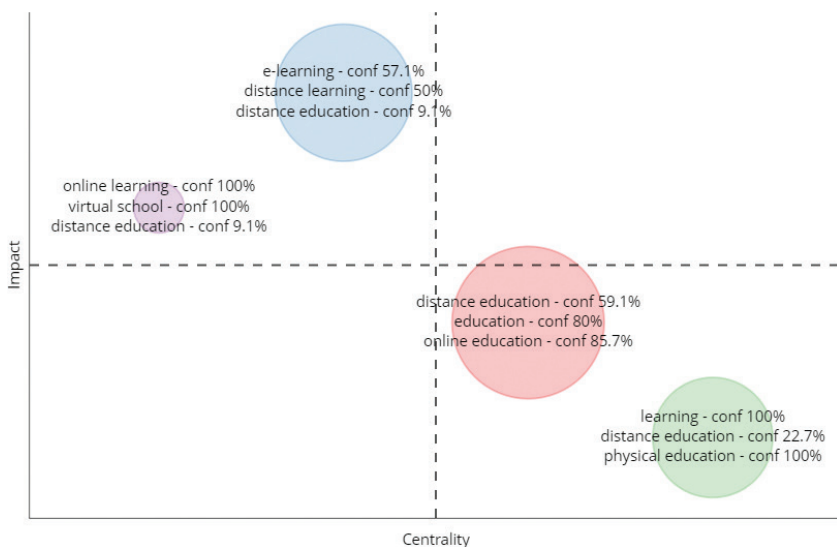 e-learning - conf 57.1%
distance learning - conf 50%
distance education - conf 9.1%
online learning - conf 100%
virtual school - conf 100%
distance education - conf 9.1%
Impact
distance education - conf 59.1%
education - conf 80%
online education - conf 85.7%
learning - conf 100%
distance education - conf 22.7%
physical education - conf 100%
Centrality